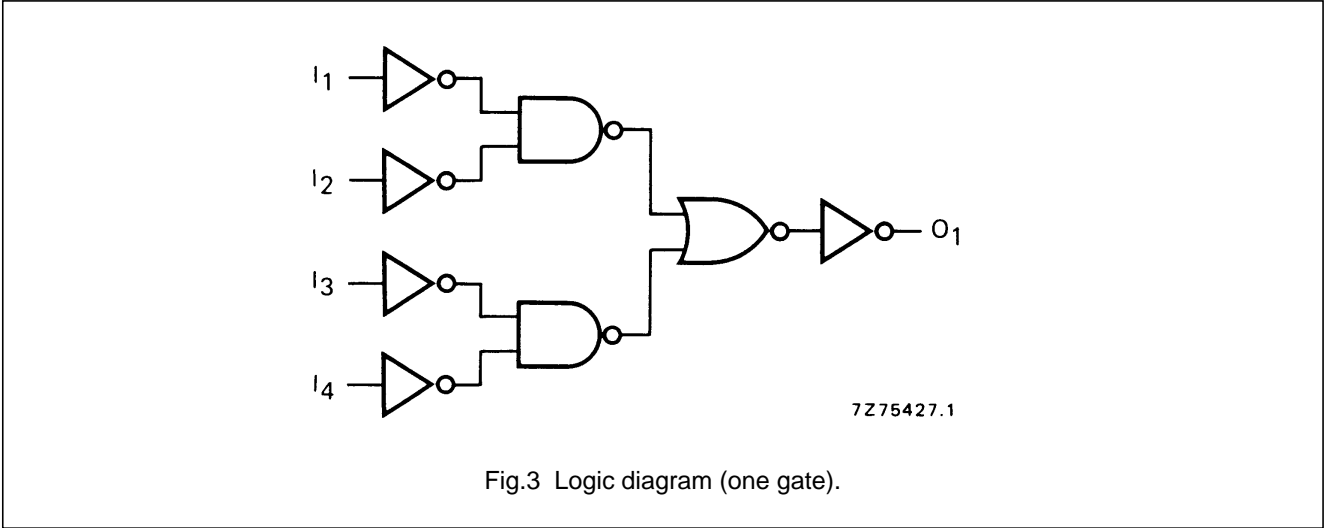 I1
I2
I3
I4
O1
7Z75427.1
Fig.3 Logic diagram (one gate).